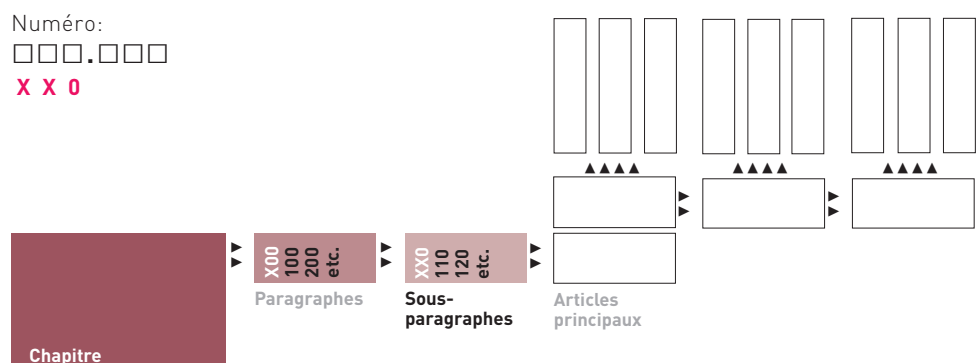 Numéro:
□□□.□□□
X X 0
X00
100
200
etc.
XX0
110
120
etc.
Paragraphes
Sous-
paragraphes
Articles
principaux
Chapitre